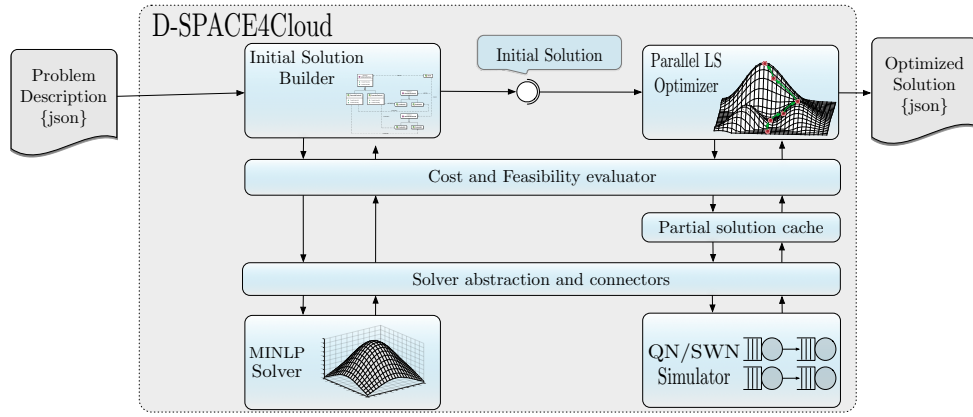 D-SPACE4Cloud
Problem
Description
{json}
Initial Solution
Builder
Initial Solution
Parallel LS
Optimizer
Optimized
Solution
{json}
Cost and Feasibility evaluator
Partial solution cache
Solver abstraction and connectors
MINLP
Solver
QN/SWN
Simulator